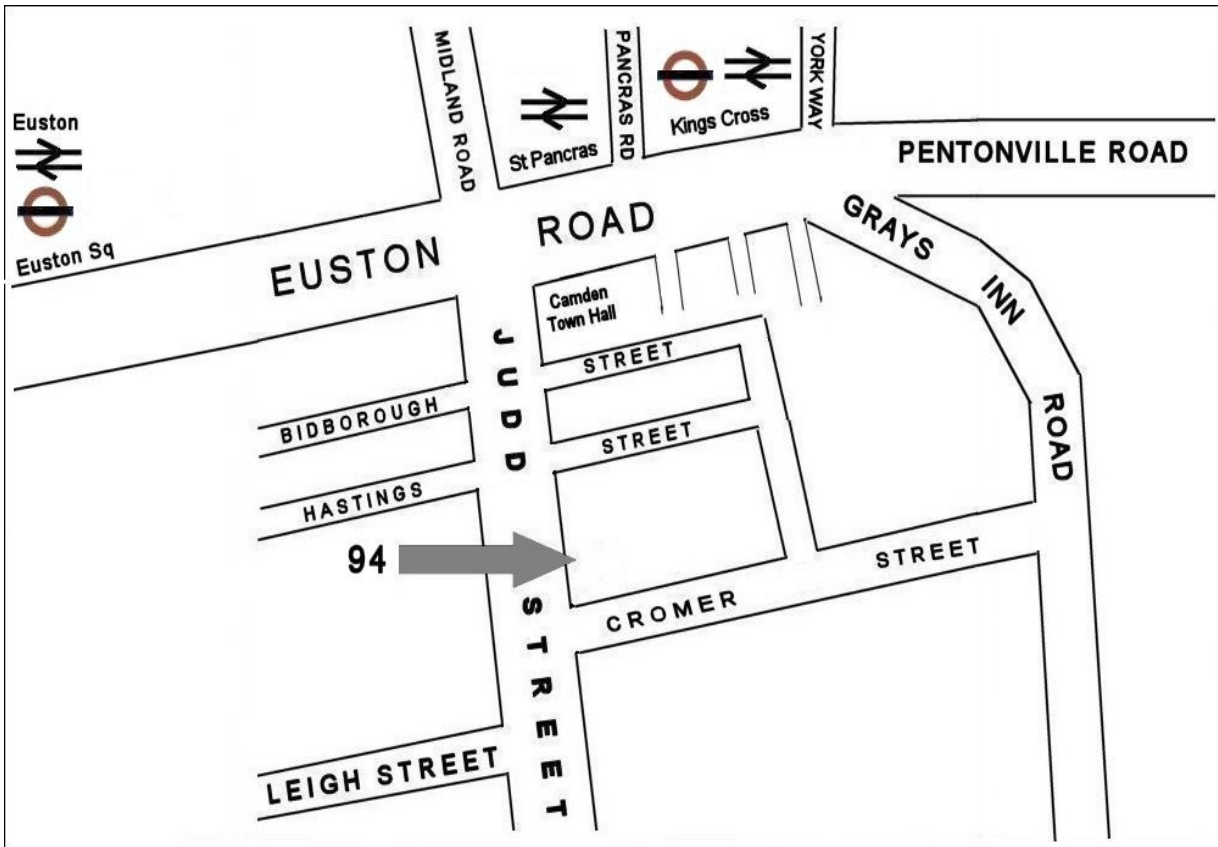 MIDLAND ROAD
PANCRAS RD
YORK WAY
Euston
St Pancras
Kings Cross
PENTONVILLE ROAD
Euston Sq
EUSTON ROAD
GRAYS INN ROAD
Camden
Town Hall
JUDD STREET
BIDBOROUGH STREET
HASTINGS STREET
94
CROMER STREET
LEIGH STREET